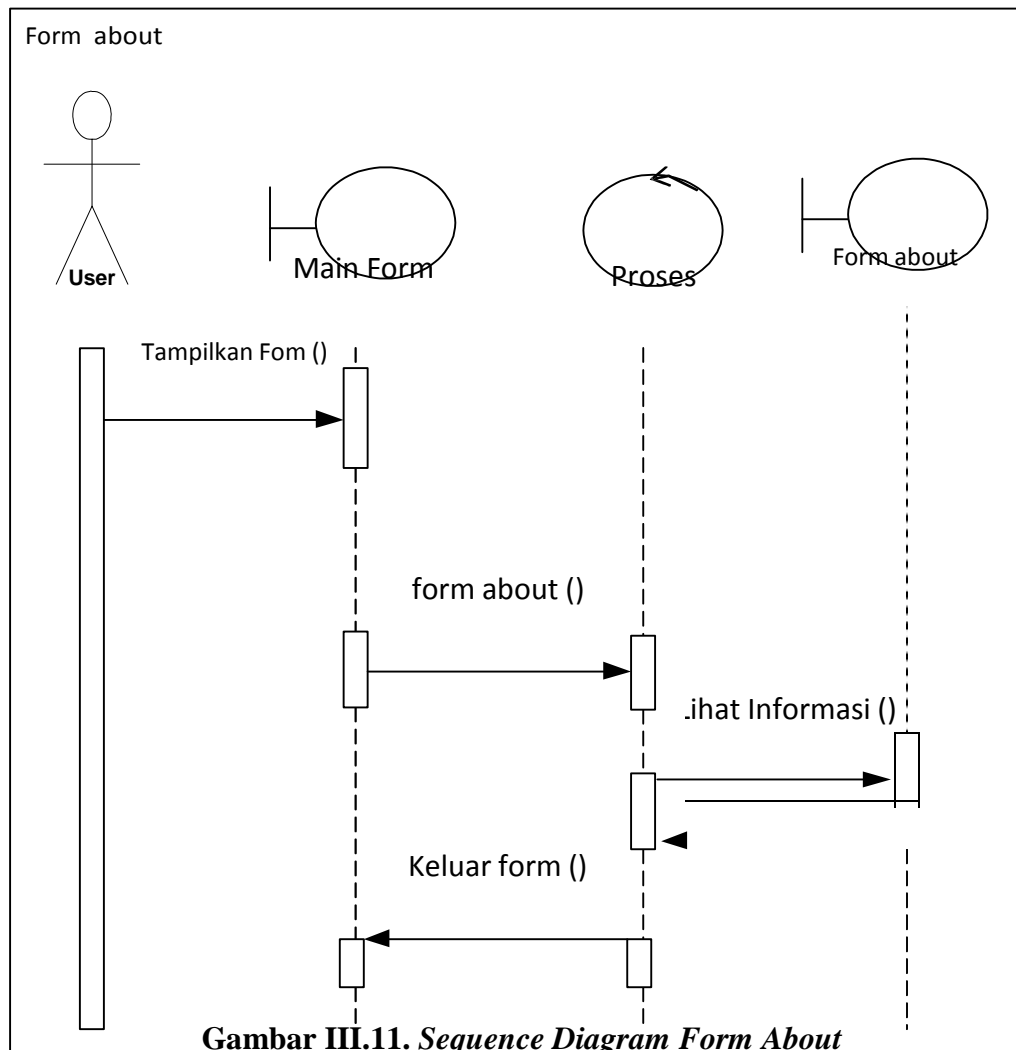 Form about
User
Main Form
Proses
Form about
Tampilkan Fom ()
form about ()
Informasi ()
Keluar form ()
Gambar III.11. Sequence Diagram Form About